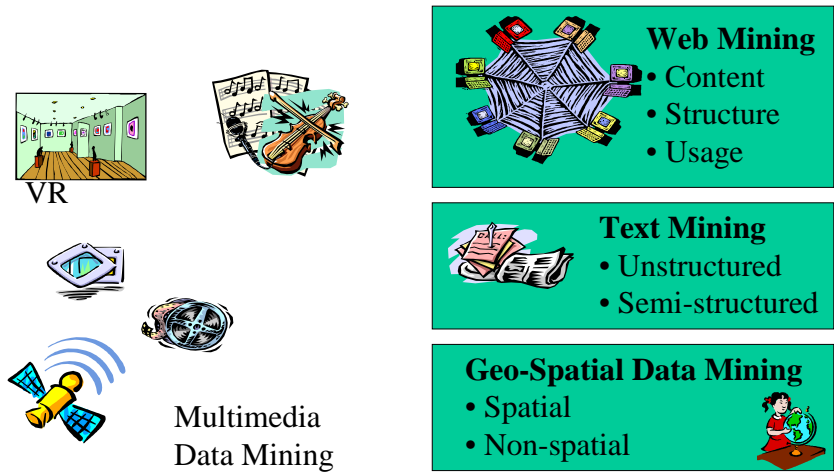 VR
Multimedia
Data Mining
Web Mining
• Content
• Structure
• Usage
Text Mining
• Unstructured
• Semi-structured
Geo-Spatial Data Mining
• Spatial
• Non-spatial